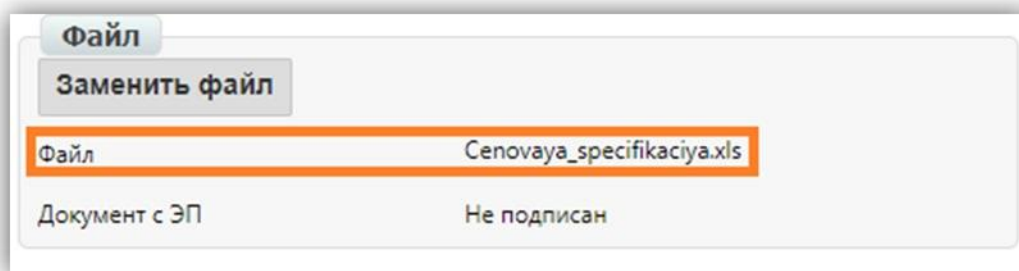 Файл
Заменить файл
Файл Cenovaya_specifikaciya.xls
Документ с ЭП Не подписан